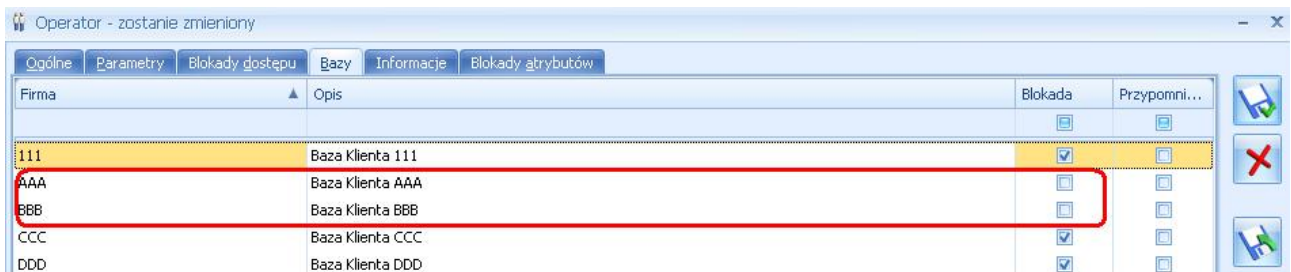 Operator - zostanie zmieniony
Ogólne Parametry Blokady dostępu Bazy Informacje Blokady atrybutów
Firma Opis Blokada Przypomni...
111 Baza Klienta 111
AAA Baza Klienta AAA
BBB Baza Klienta BBB
CCC Baza Klienta CCC
DDD Baza Klienta DDD